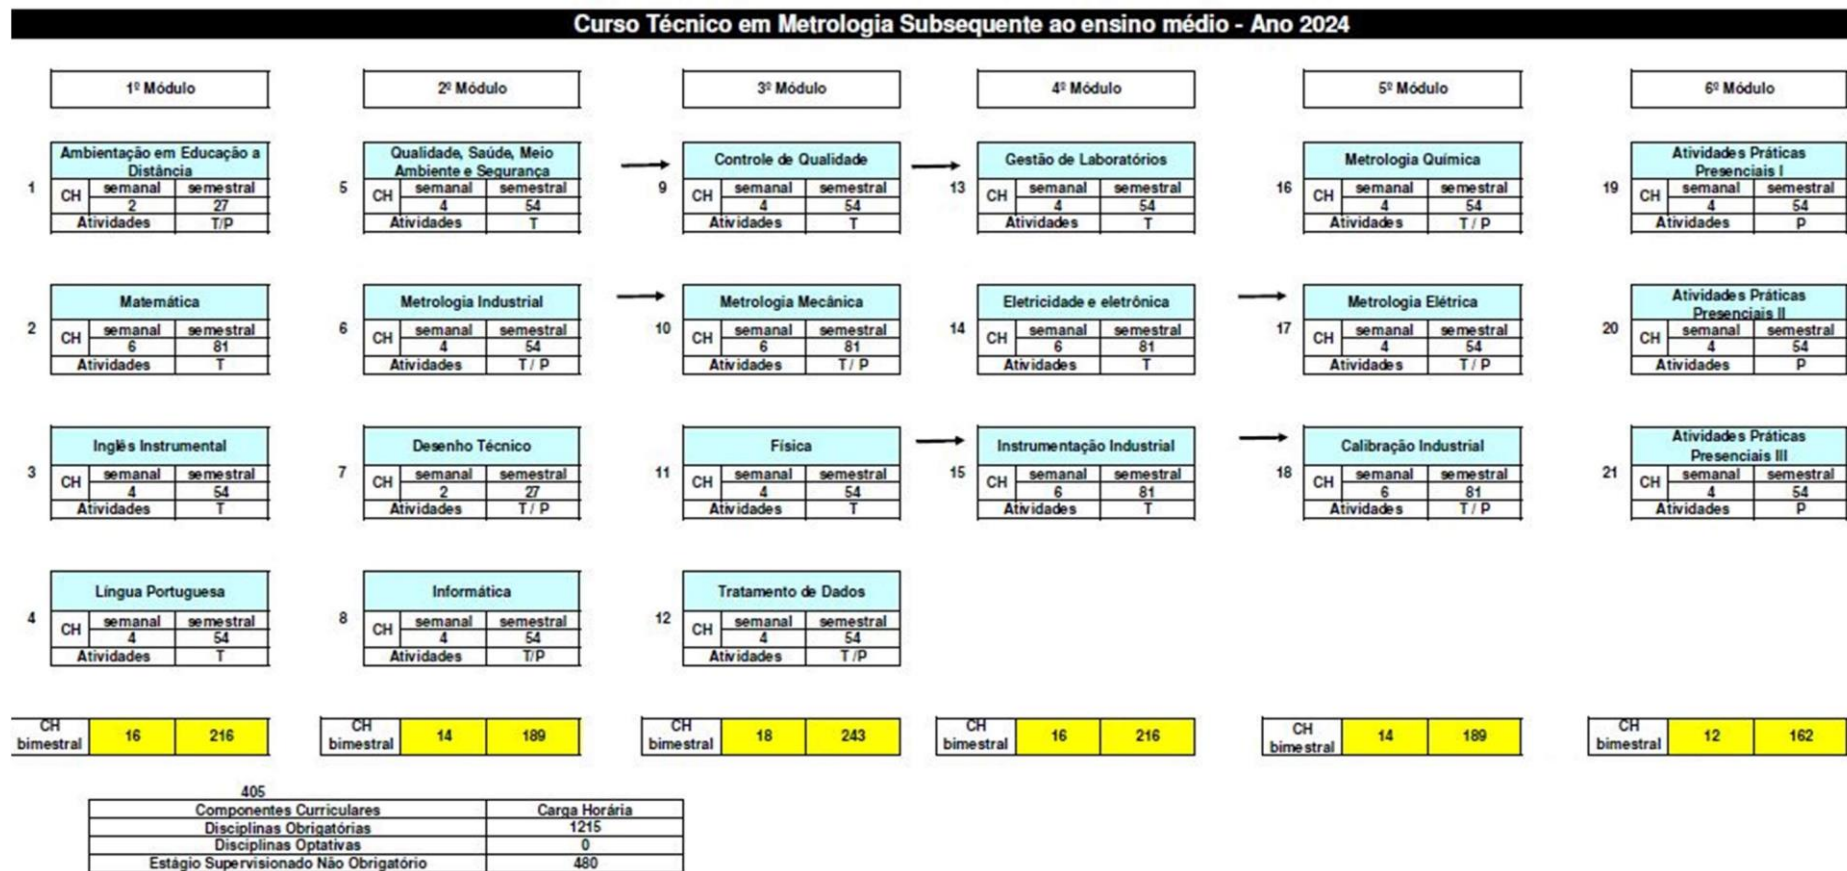 Curso Técnico em Metrologia Subsequente ao ensino médio - Ano 2024
1º Módulo 2º Módulo 3º Módulo 4º Módulo 5º Módulo 6º Módulo
Ambientação em Educação a Distância
1
CH semanal semestral
2 27
Atividades T/P
Qualidade, Saúde, Meio Ambiente e Segurança
5
CH semanal semestral
4 54
Atividades T
Controle de Qualidade
9
CH semanal semestral
4 54
Atividades T
Gestão de Laboratórios
13
CH semanal semestral
4 54
Atividades T
Metrologia Química
16
CH semanal semestral
4 54
Atividades T / P
Atividades Práticas Presenciais I
19
CH semanal semestral
4 54
Atividades P
Matemática
2
CH semanal semestral
6 81
Atividades T
Metrologia Industrial
6
CH semanal semestral
4 54
Atividades T / P
Metrologia Mecânica
10
CH semanal semestral
6 81
Atividades T / P
Eletricidade e eletrônica
14
CH semanal semestral
6 81
Atividades T
Metrologia Elétrica
17
CH semanal semestral
4 54
Atividades T / P
Atividades Práticas Presenciais II
20
CH semanal semestral
4 54
Atividades P
Inglês Instrumental
3
CH semanal semestral
4 54
Atividades T
Desenho Técnico
7
CH semanal semestral
2 27
Atividades T / P
Física
11
CH semanal semestral
4 54
Atividades T
Instrumentação Industrial
15
CH semanal semestral
6 81
Atividades T
Calibração Industrial
18
CH semanal semestral
6 81
Atividades T / P
Atividades Práticas Presenciais III
21
CH semanal semestral
4 54
Atividades P
Língua Portuguesa
4
CH semanal semestral
4 54
Atividades T
Informática
8
CH semanal semestral
4 54
Atividades T/P
Tratamento de Dados
12
CH semanal semestral
4 54
Atividades T /P
CH bimestral 16 216
CH bimestral 14 189
CH bimestral 18 243
CH bimestral 16 216
CH bimestral 14 189
CH bimestral 12 162
405
Componentes Curriculares Carga Horária
Disciplinas Obrigatórias 1215
Disciplinas Optativas 0
Estágio Supervisionado Não Obrigatório 480